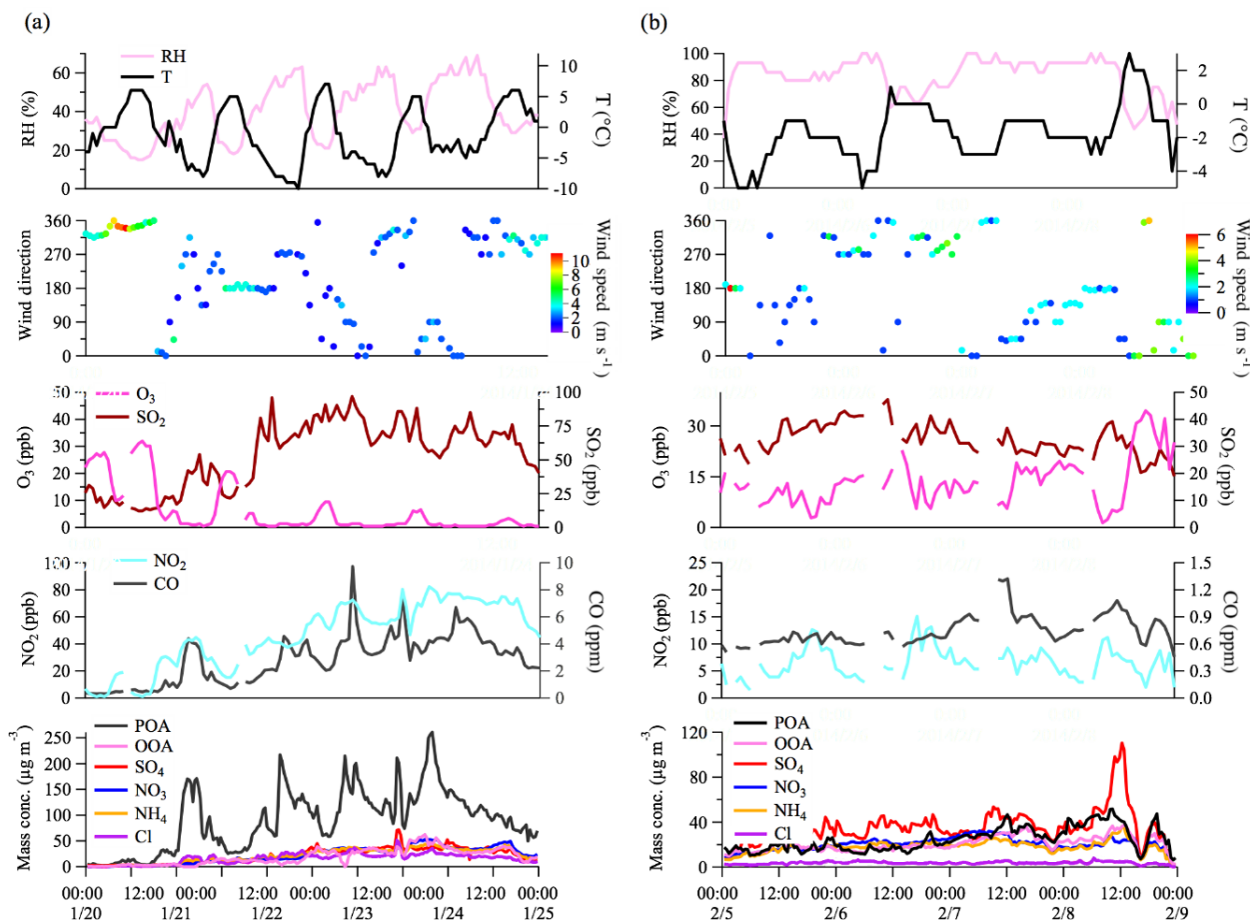 (a)
RH
T
60
40
20
0
RH (%)
10
5
0
-5
-10
T (°C)
360
270
180
90
0
Wind direction
10
8
6
4
2
0
Wind speed (m s⁻¹)
O₃
SO₂
50
40
30
20
10
0
O₃ (ppb)
100
75
50
25
0
SO₂ (ppb)
NO₂
CO
100
80
60
40
20
0
NO₂ (ppb)
10
8
6
4
2
0
CO (ppm)
POA
OOA
SO₄
NO₃
NH₄
Cl
250
200
150
100
50
0
Mass conc. (µg m⁻³)
00:00 12:00 00:00 12:00 00:00 12:00 00:00 12:00 00:00
1/20 1/21 1/22 1/23 1/24 1/25
(b)
100
80
60
40
20
0
RH (%)
2
0
-2
-4
T (°C)
360
270
180
90
0
Wind direction
6
4
2
0
Wind speed (m s⁻¹)
30
15
0
O₃ (ppb)
50
40
30
20
10
0
SO₂ (ppb)
25
20
15
10
5
0
NO₂ (ppb)
1.5
1.2
0.9
0.6
0.3
0.0
CO (ppm)
POA
OOA
SO₄
NO₃
NH₄
Cl
120
80
40
0
Mass conc. (µg m⁻³)
00:00 12:00 00:00 12:00 00:00 12:00 00:00 12:00 00:00
2/5 2/6 2/7 2/8 2/9